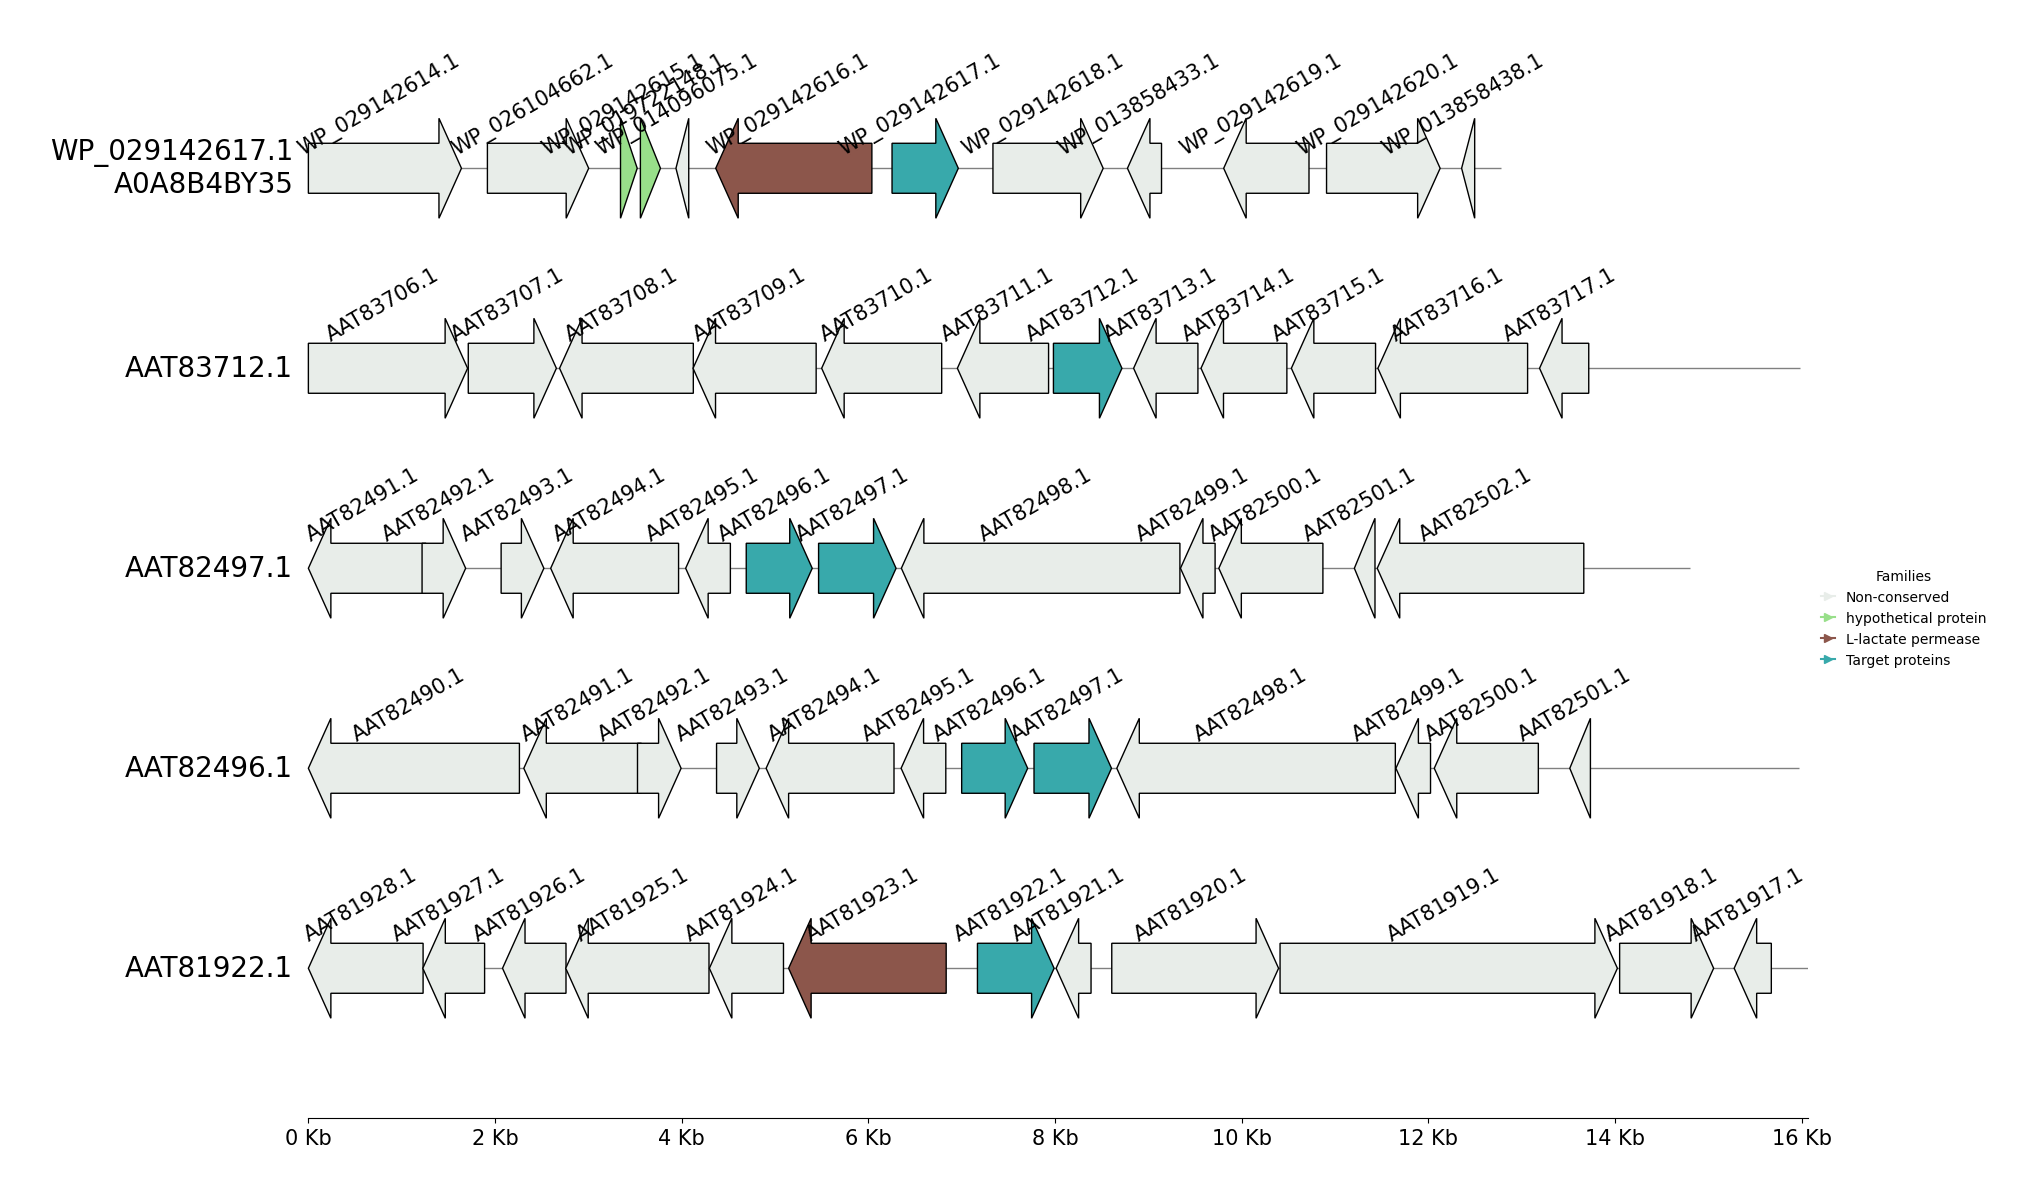 WP_029142614.1 WP_026104662.1 WP_029142615.1 WP_019722148.1 WP_014096075.1 WP_029142616.1 WP_029142617.1 WP_029142618.1 WP_013858433.1 WP_029142619.1 WP_029142620.1 WP_013858438.1
WP_029142617.1
A0A8B4BY35
AAT83706.1 AAT83707.1 AAT83708.1 AAT83709.1 AAT83710.1 AAT83711.1 AAT83712.1 AAT83713.1 AAT83714.1 AAT83715.1 AAT83716.1 AAT83717.1
AAT83712.1
AAT82491.1 AAT82492.1 AAT82493.1 AAT82494.1 AAT82495.1 AAT82496.1 AAT82497.1 AAT82498.1 AAT82499.1 AAT82500.1 AAT82501.1 AAT82502.1
AAT82497.1
Families
Non-conserved
hypothetical protein
L-lactate permease
Target proteins
AAT82490.1 AAT82491.1 AAT82492.1 AAT82493.1 AAT82494.1 AAT82495.1 AAT82496.1 AAT82497.1 AAT82498.1 AAT82499.1 AAT82500.1 AAT82501.1
AAT82496.1
AAT81928.1 AAT81927.1 AAT81926.1 AAT81925.1 AAT81924.1 AAT81923.1 AAT81922.1 AAT81921.1 AAT81920.1 AAT81919.1 AAT81918.1 AAT81917.1
AAT81922.1
0 Kb 2 Kb 4 Kb 6 Kb 8 Kb 10 Kb 12 Kb 14 Kb 16 Kb